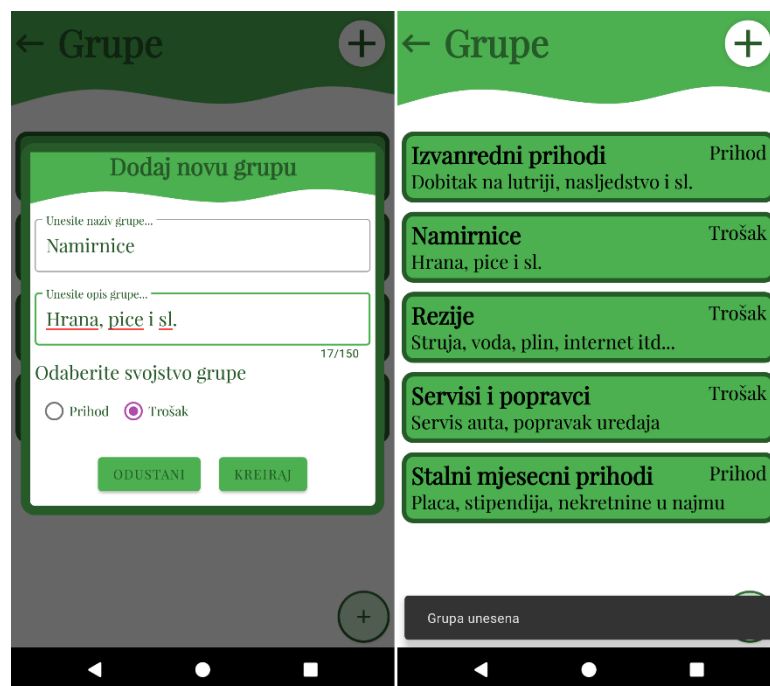 Grupe
Dodaj novu grupu
Unesite naziv grupe...
Namirnice
Unesite opis grupe...
Hrana, pice i sl.
17/150
Odaberite svojstvo grupe
Prihod Trošak
ODUSTANI KREIRAJ
Grupe
Izvanredni prihodi Prihod
Dobitak na lutriji, nasljedstvo i sl.
Namirnice Trošak
Hrana, pice i sl.
Rezije Trošak
Struja, voda, plin, internet itd...
Servisi i popravci Trošak
Servis auta, popravak uredaja
Stalni mjesecni prihodi Prihod
Placa, stipendija, nekretnine u najmu
Grupa unesena